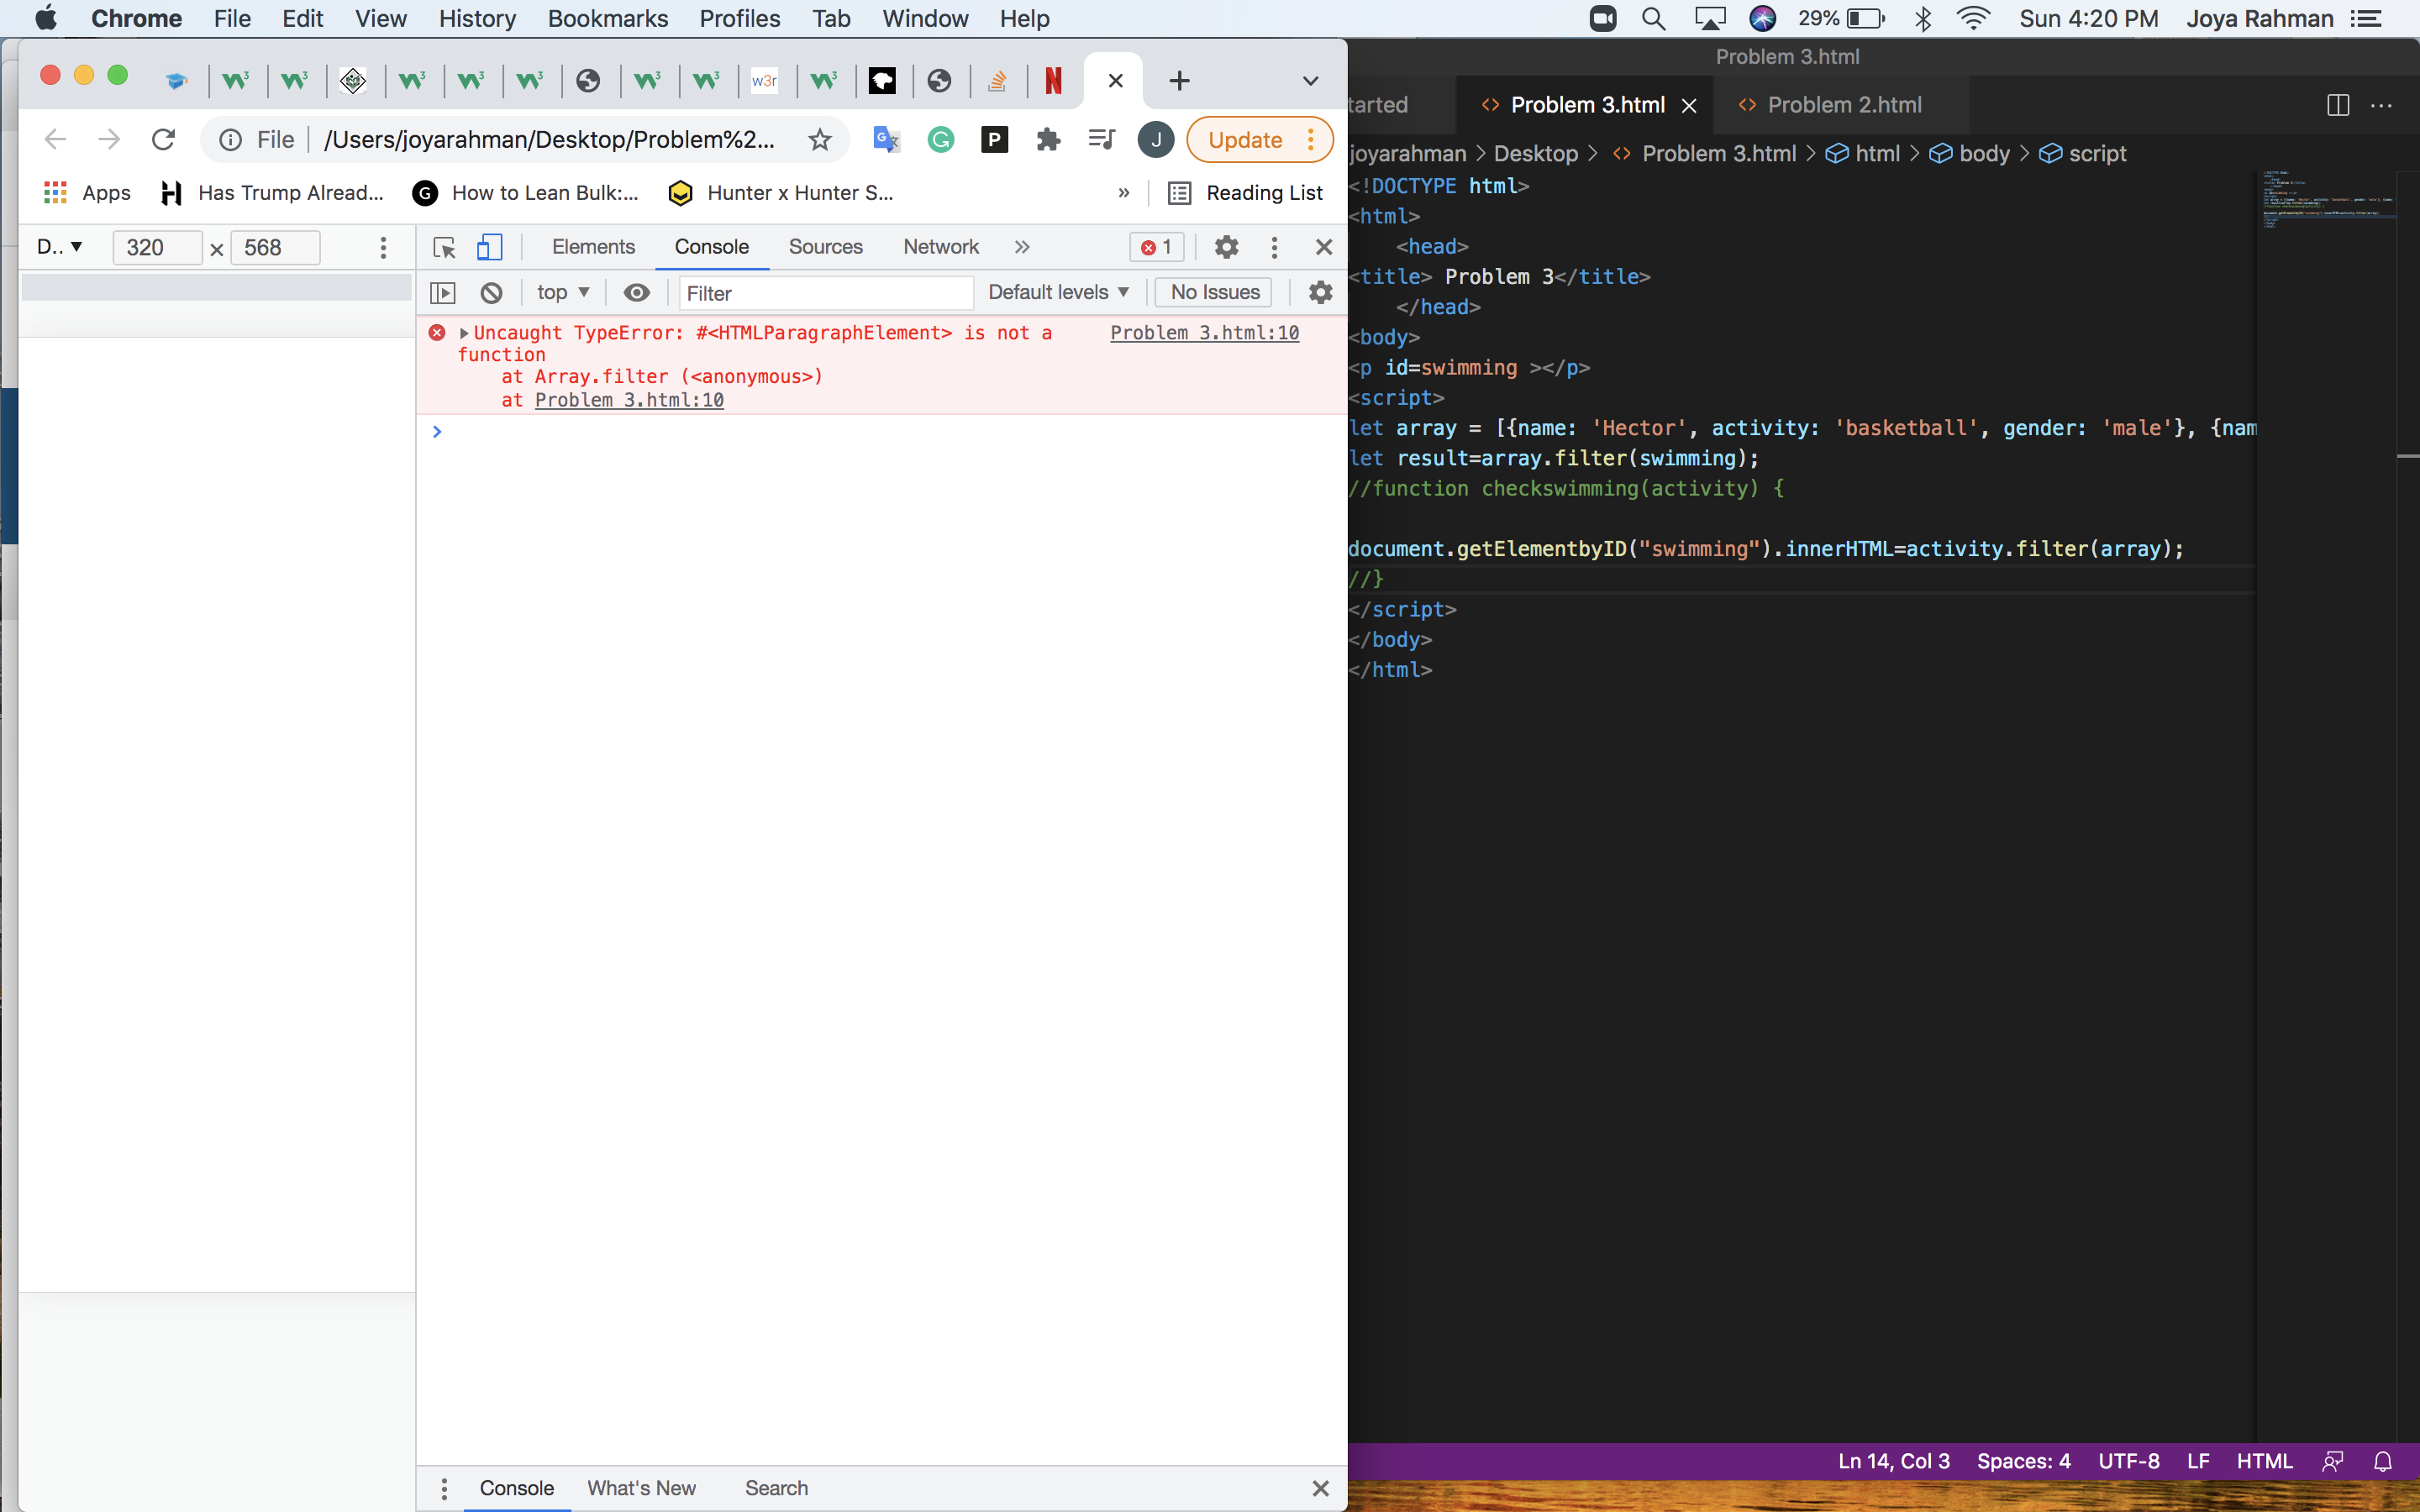 Chrome File Edit View History Bookmarks Profiles Tab Window Help 29% Sun 4:20 PM Joya Rahman
w3r
File /Users/joyarahman/Desktop/Problem%2... P J Update
Apps Has Trump Alread... How to Lean Bulk:... Hunter x Hunter S... » Reading List
D.. 320 × 568 Elements Console Sources Network » 1
top Filter Default levels No Issues
Uncaught TypeError: #<HTMLParagraphElement> is not a Problem 3.html:10
function
at Array.filter (<anonymous>)
at Problem 3.html:10
Console What's New Search
Problem 3.html
tarted <> Problem 3.html <> Problem 2.html
joyarahman > Desktop > <> Problem 3.html > html > body > script
<!DOCTYPE html>
<html>
<head>
<title> Problem 3</title>
</head>
<body>
<p id=swimming ></p>
<script>
let array = [{name: 'Hector', activity: 'basketball', gender: 'male'}, {nam
let result=array.filter(swimming);
//function checkswimming(activity) {
document.getElementbyID("swimming").innerHTML=activity.filter(array);
//}
</script>
</body>
</html>
Ln 14, Col 3 Spaces: 4 UTF-8 LF HTML